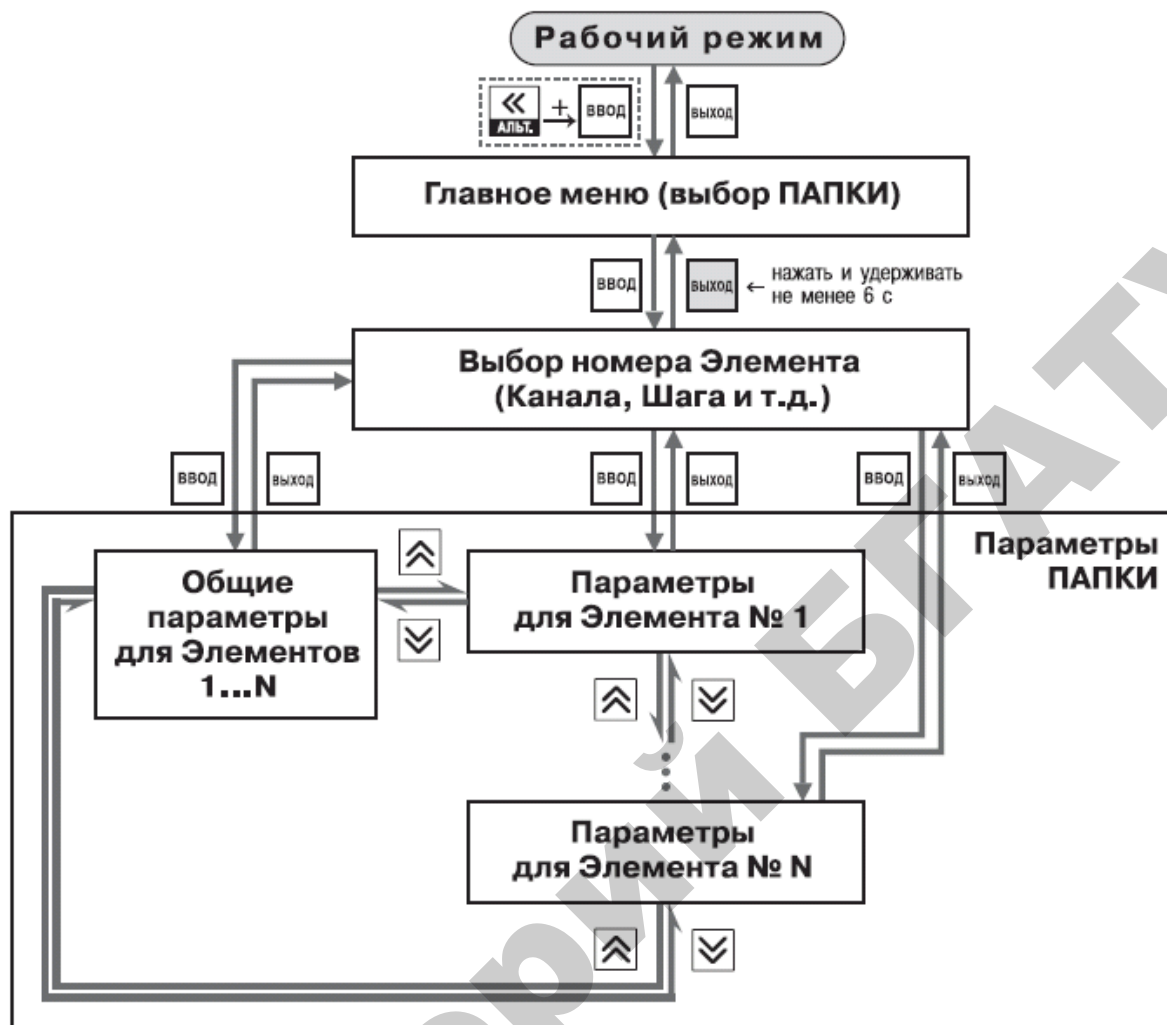 Рабочий режим
АЛЬТ.
+
ВВОД
ВЫХОД
Главное меню (выбор ПАПКИ)
ВВОД
ВЫХОД
← нажать и удерживать
не менее 6 с
Выбор номера Элемента
(Канала, Шага и т.д.)
ВВОД
ВЫХОД
ВВОД
ВЫХОД
ВВОД
ВЫХОД
Параметры
ПАПКИ
Общие
параметры
для Элементов
1...N
Параметры
для Элемента № 1
Параметры
для Элемента № N
орий БГАТУ